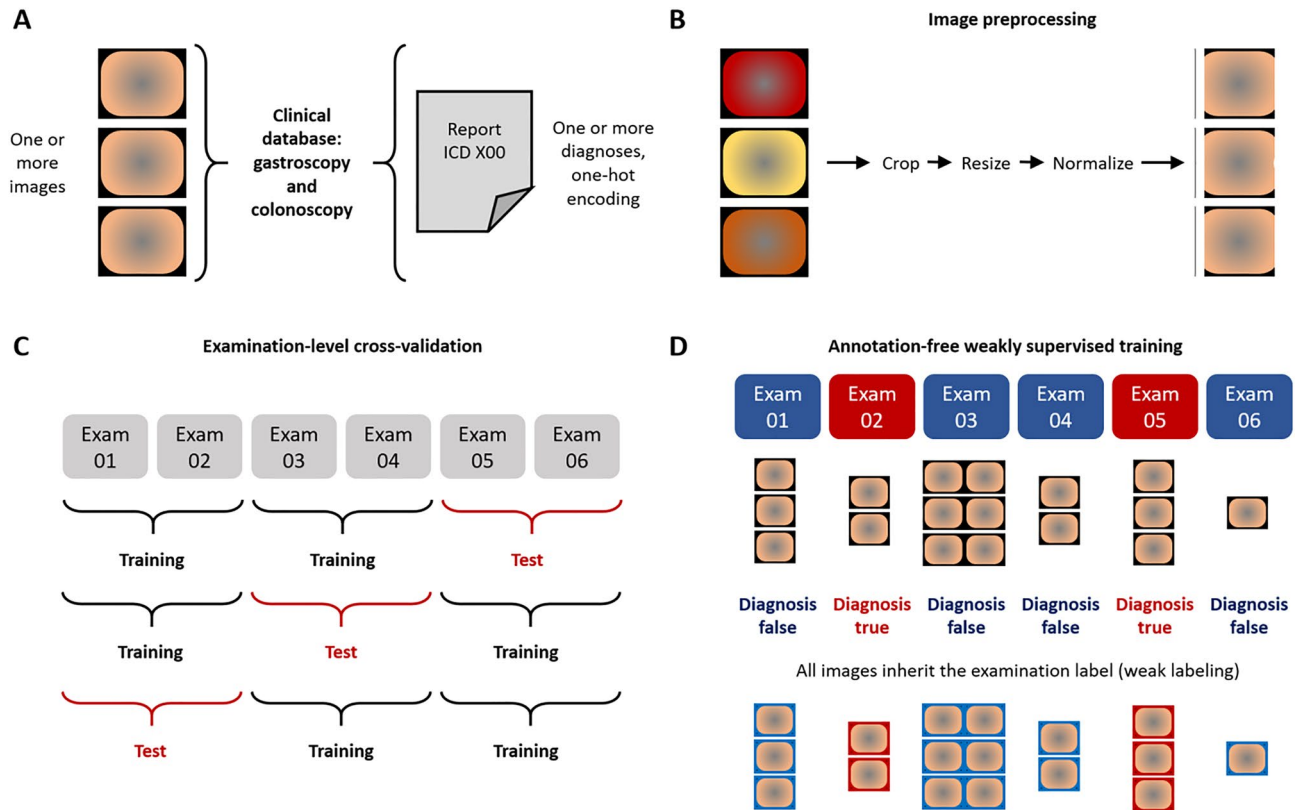 A
One or
more
images
Clinical
database:
gastroscopy
and
colonoscopy
Report
ICD X00
One or more
diagnoses,
one-hot
encoding
B
Image preprocessing
Crop
Resize
Normalize
C
Examination-level cross-validation
Exam
01
Exam
02
Exam
03
Exam
04
Exam
05
Exam
06
Training
Training
Test
Training
Test
Training
Test
Training
Training
D
Annotation-free weakly supervised training
Exam
01
Exam
02
Exam
03
Exam
04
Exam
05
Exam
06
Diagnosis
false
Diagnosis
true
Diagnosis
false
Diagnosis
false
Diagnosis
true
Diagnosis
false
All images inherit the examination label (weak labeling)